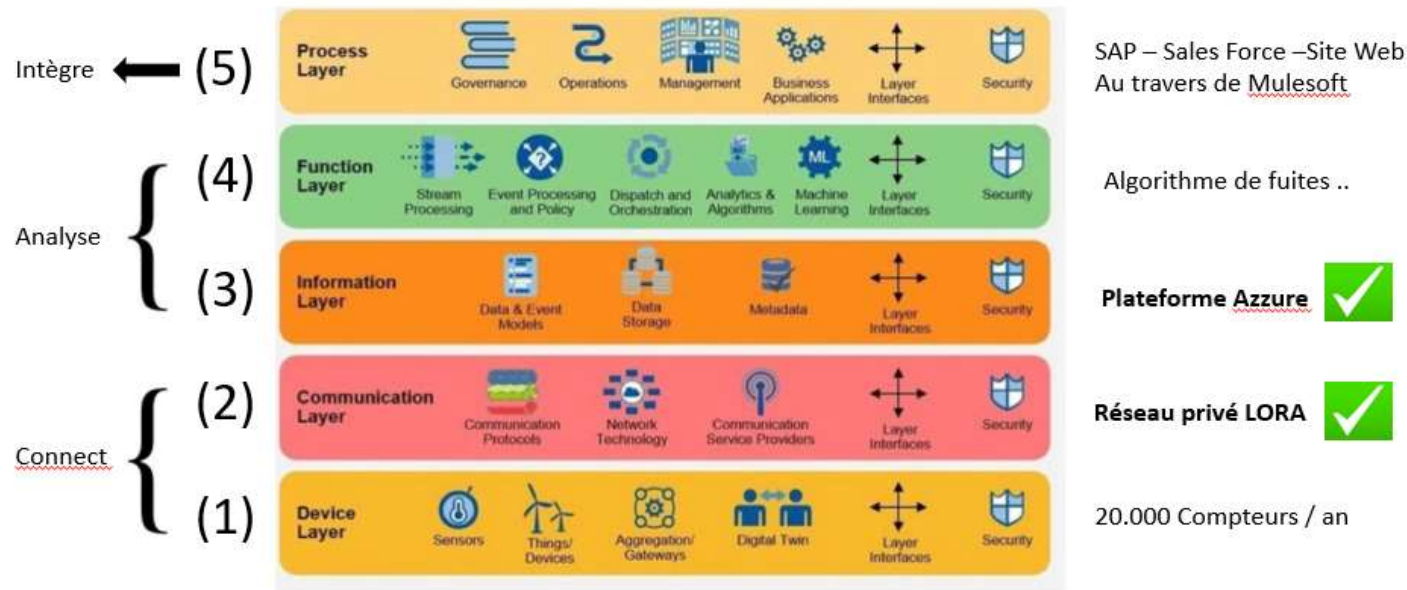 Intègre
(5)
Process
Layer
Governance
Operations
Management
Business
Applications
Layer
Interfaces
Security
SAP – Sales Force –Site Web
Au travers de Mulesoft
Analyse
(4)
Function
Layer
Stream
Processing
Event Processing
and Policy
Dispatch and
Orchestration
Analytics &
Algorithms
ML
Machine
Learning
Layer
Interfaces
Security
Algorithme de fuites ..
(3)
Information
Layer
Data & Event
Models
Data
Storage
Metadata
Layer
Interfaces
Security
Plateforme Azzure
Connect
(2)
Communication
Layer
Communication
Protocols
Network
Technology
Communication
Service Providers
Layer
Interfaces
Security
Réseau privé LORA
(1)
Device
Layer
Sensors
Things/
Devices
Aggregation/
Gateways
Digital Twin
Layer
Interfaces
Security
20.000 Compteurs / an